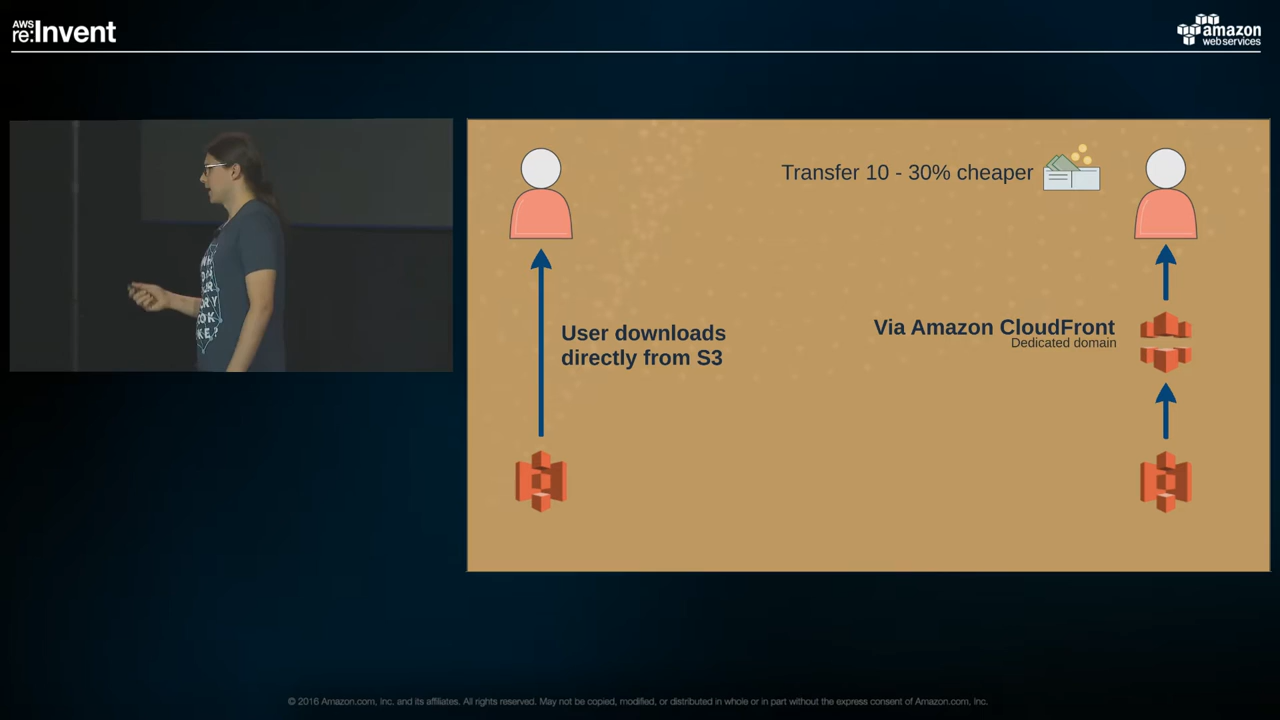 AWS
re:Invent
amazon
web services
Transfer 10 - 30% cheaper
User downloads
directly from S3
Via Amazon CloudFront
Dedicated domain
© 2016 Amazon.com, Inc. and its affiliates. All rights reserved. May not be copied, modified, or distributed in whole or in part without the express consent of Amazon.com, Inc.